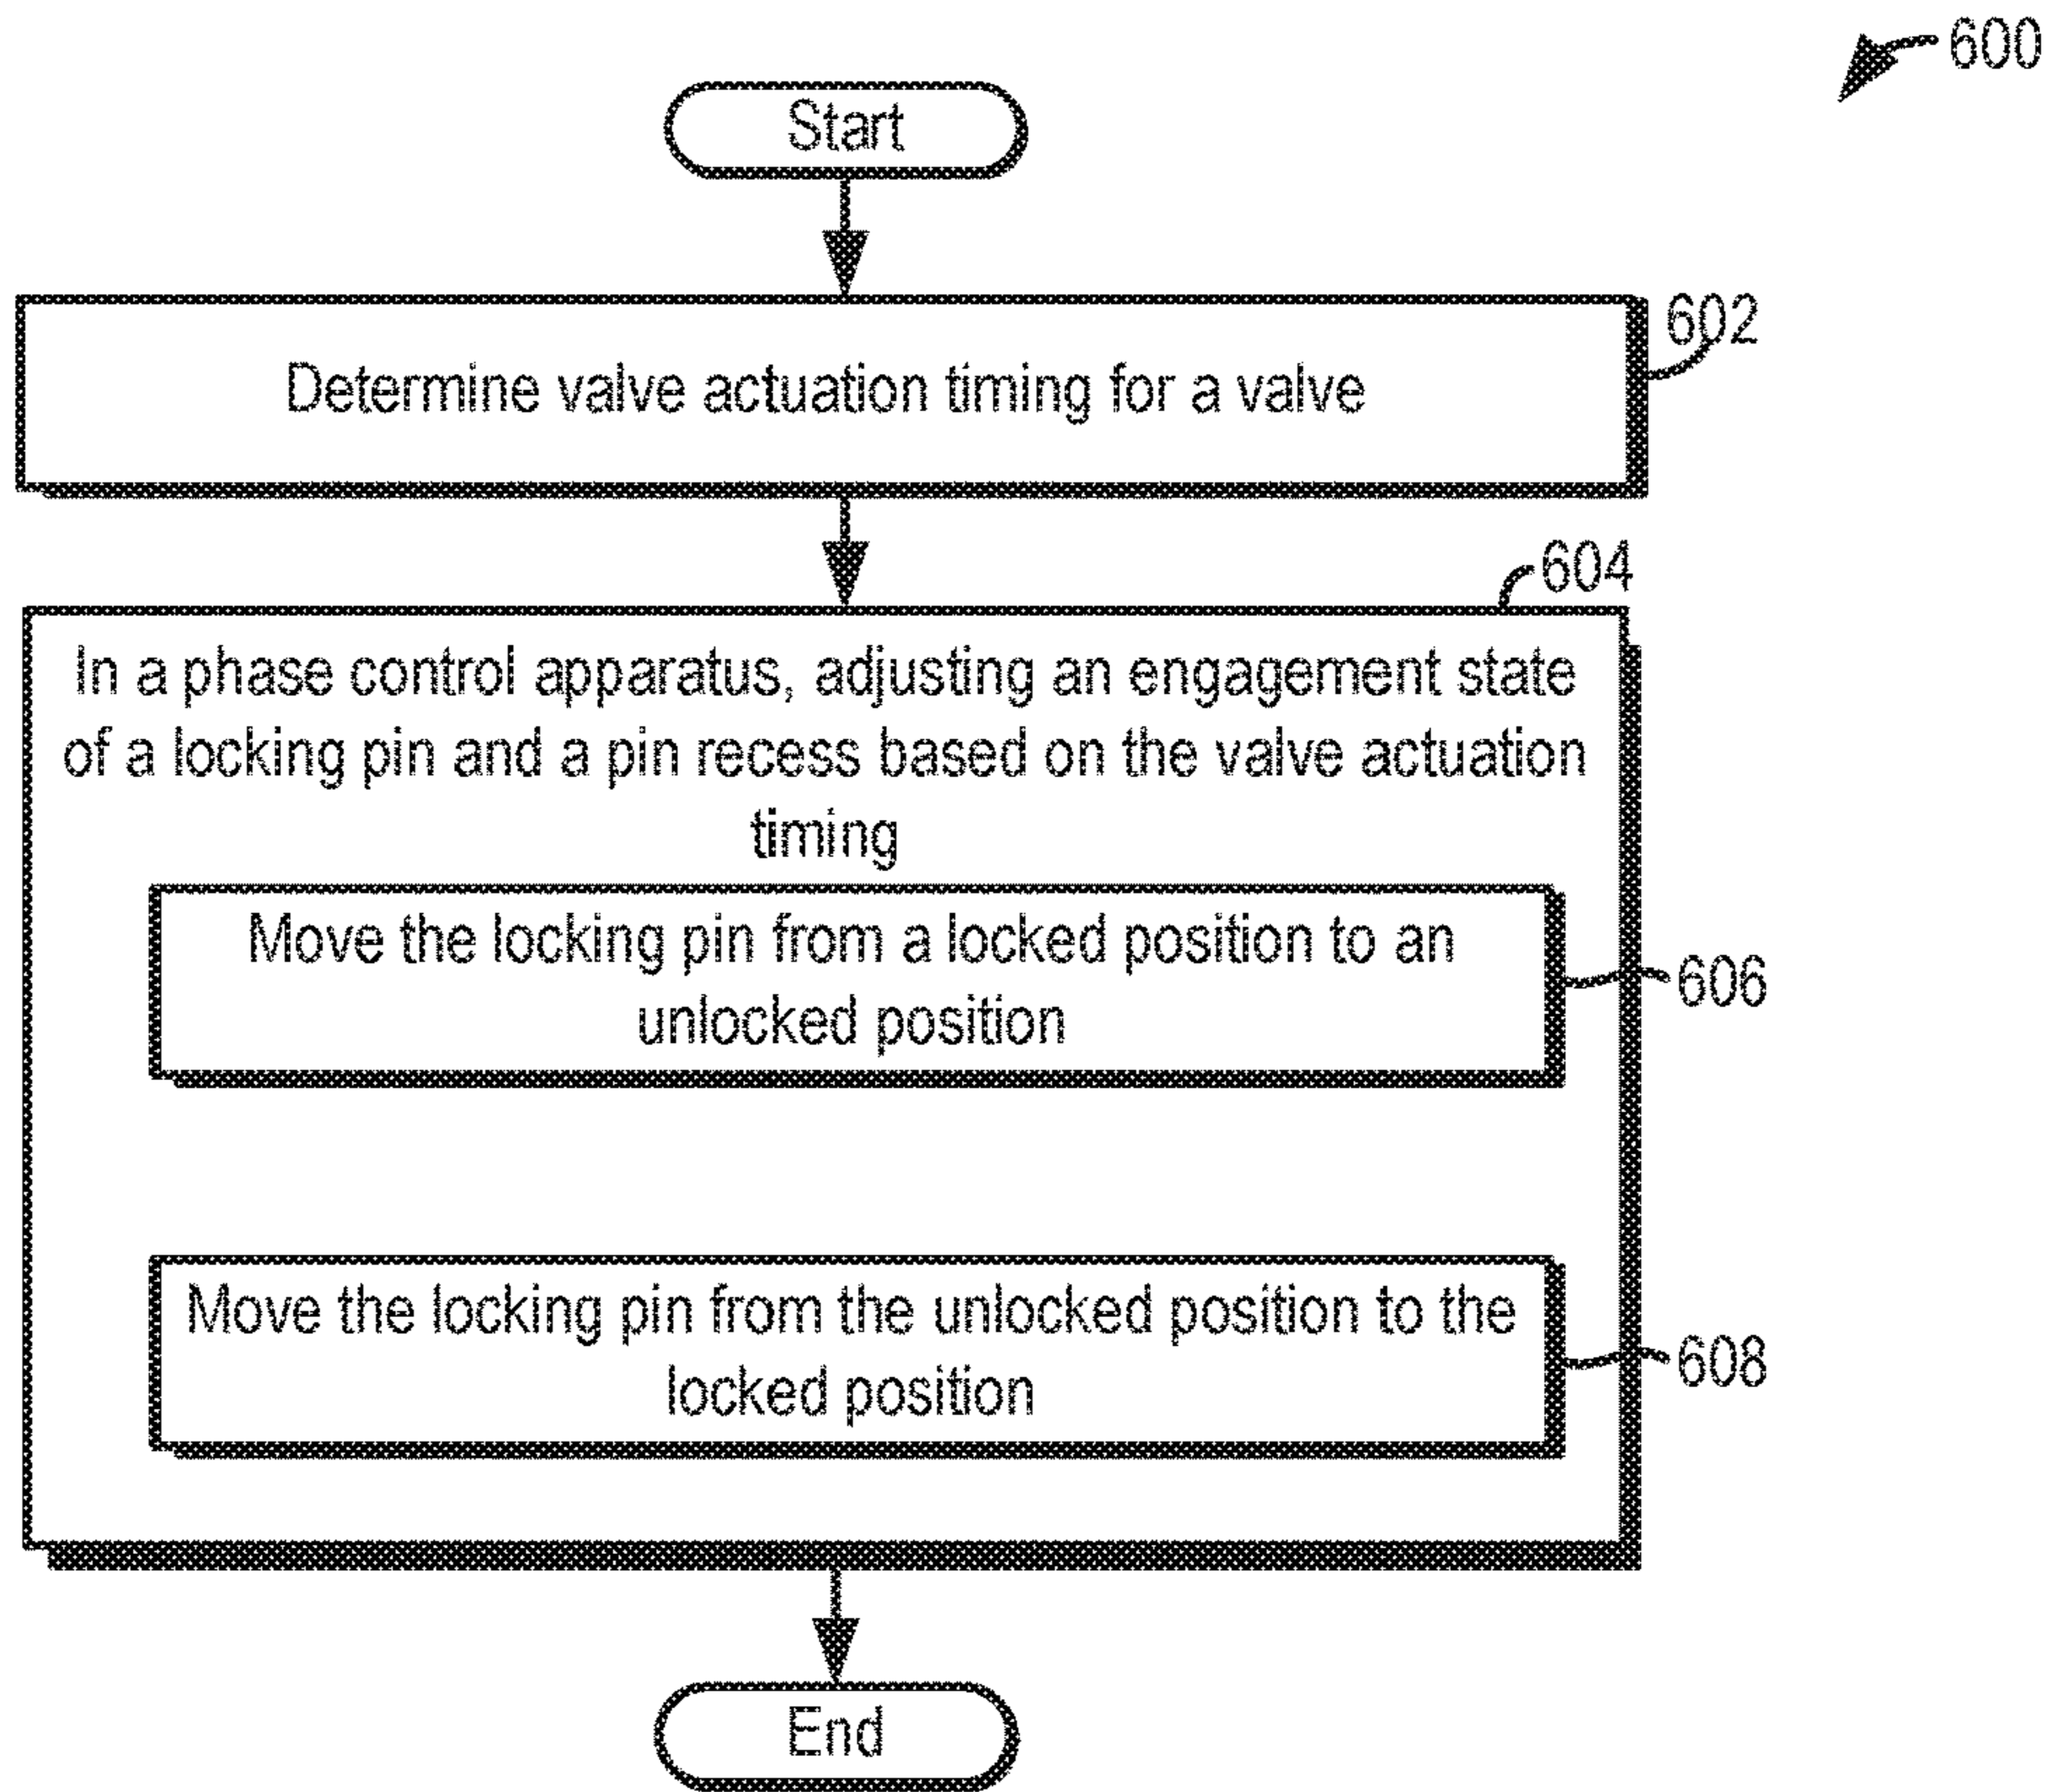 600
Start
602
Determine valve actuation timing for a valve
604
In a phase control apparatus, adjusting an engagement state
of a locking pin and a pin recess based on the valve actuation
timing
Move the locking pin from a locked position to an
unlocked position
606
Move the locking pin from the unlocked position to the
locked position
608
End